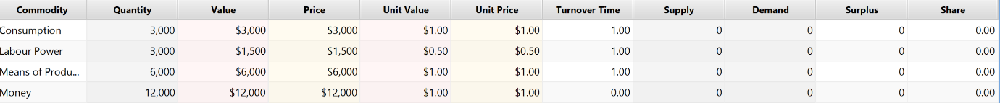 Commodity Quantity Value Price Unit Value Unit Price Turnover Time Supply Demand Surplus Share
Consumption 3,000 $3,000 $3,000 $1.00 $1.00 1.00 0 0 0 0.00
Labour Power 3,000 $1,500 $1,500 $0.50 $0.50 1.00 0 0 0 0.00
Means of Produ... 6,000 $6,000 $6,000 $1.00 $1.00 1.00 0 0 0 0.00
Money 12,000 $12,000 $12,000 $1.00 $1.00 0.00 0 0 0 0.00